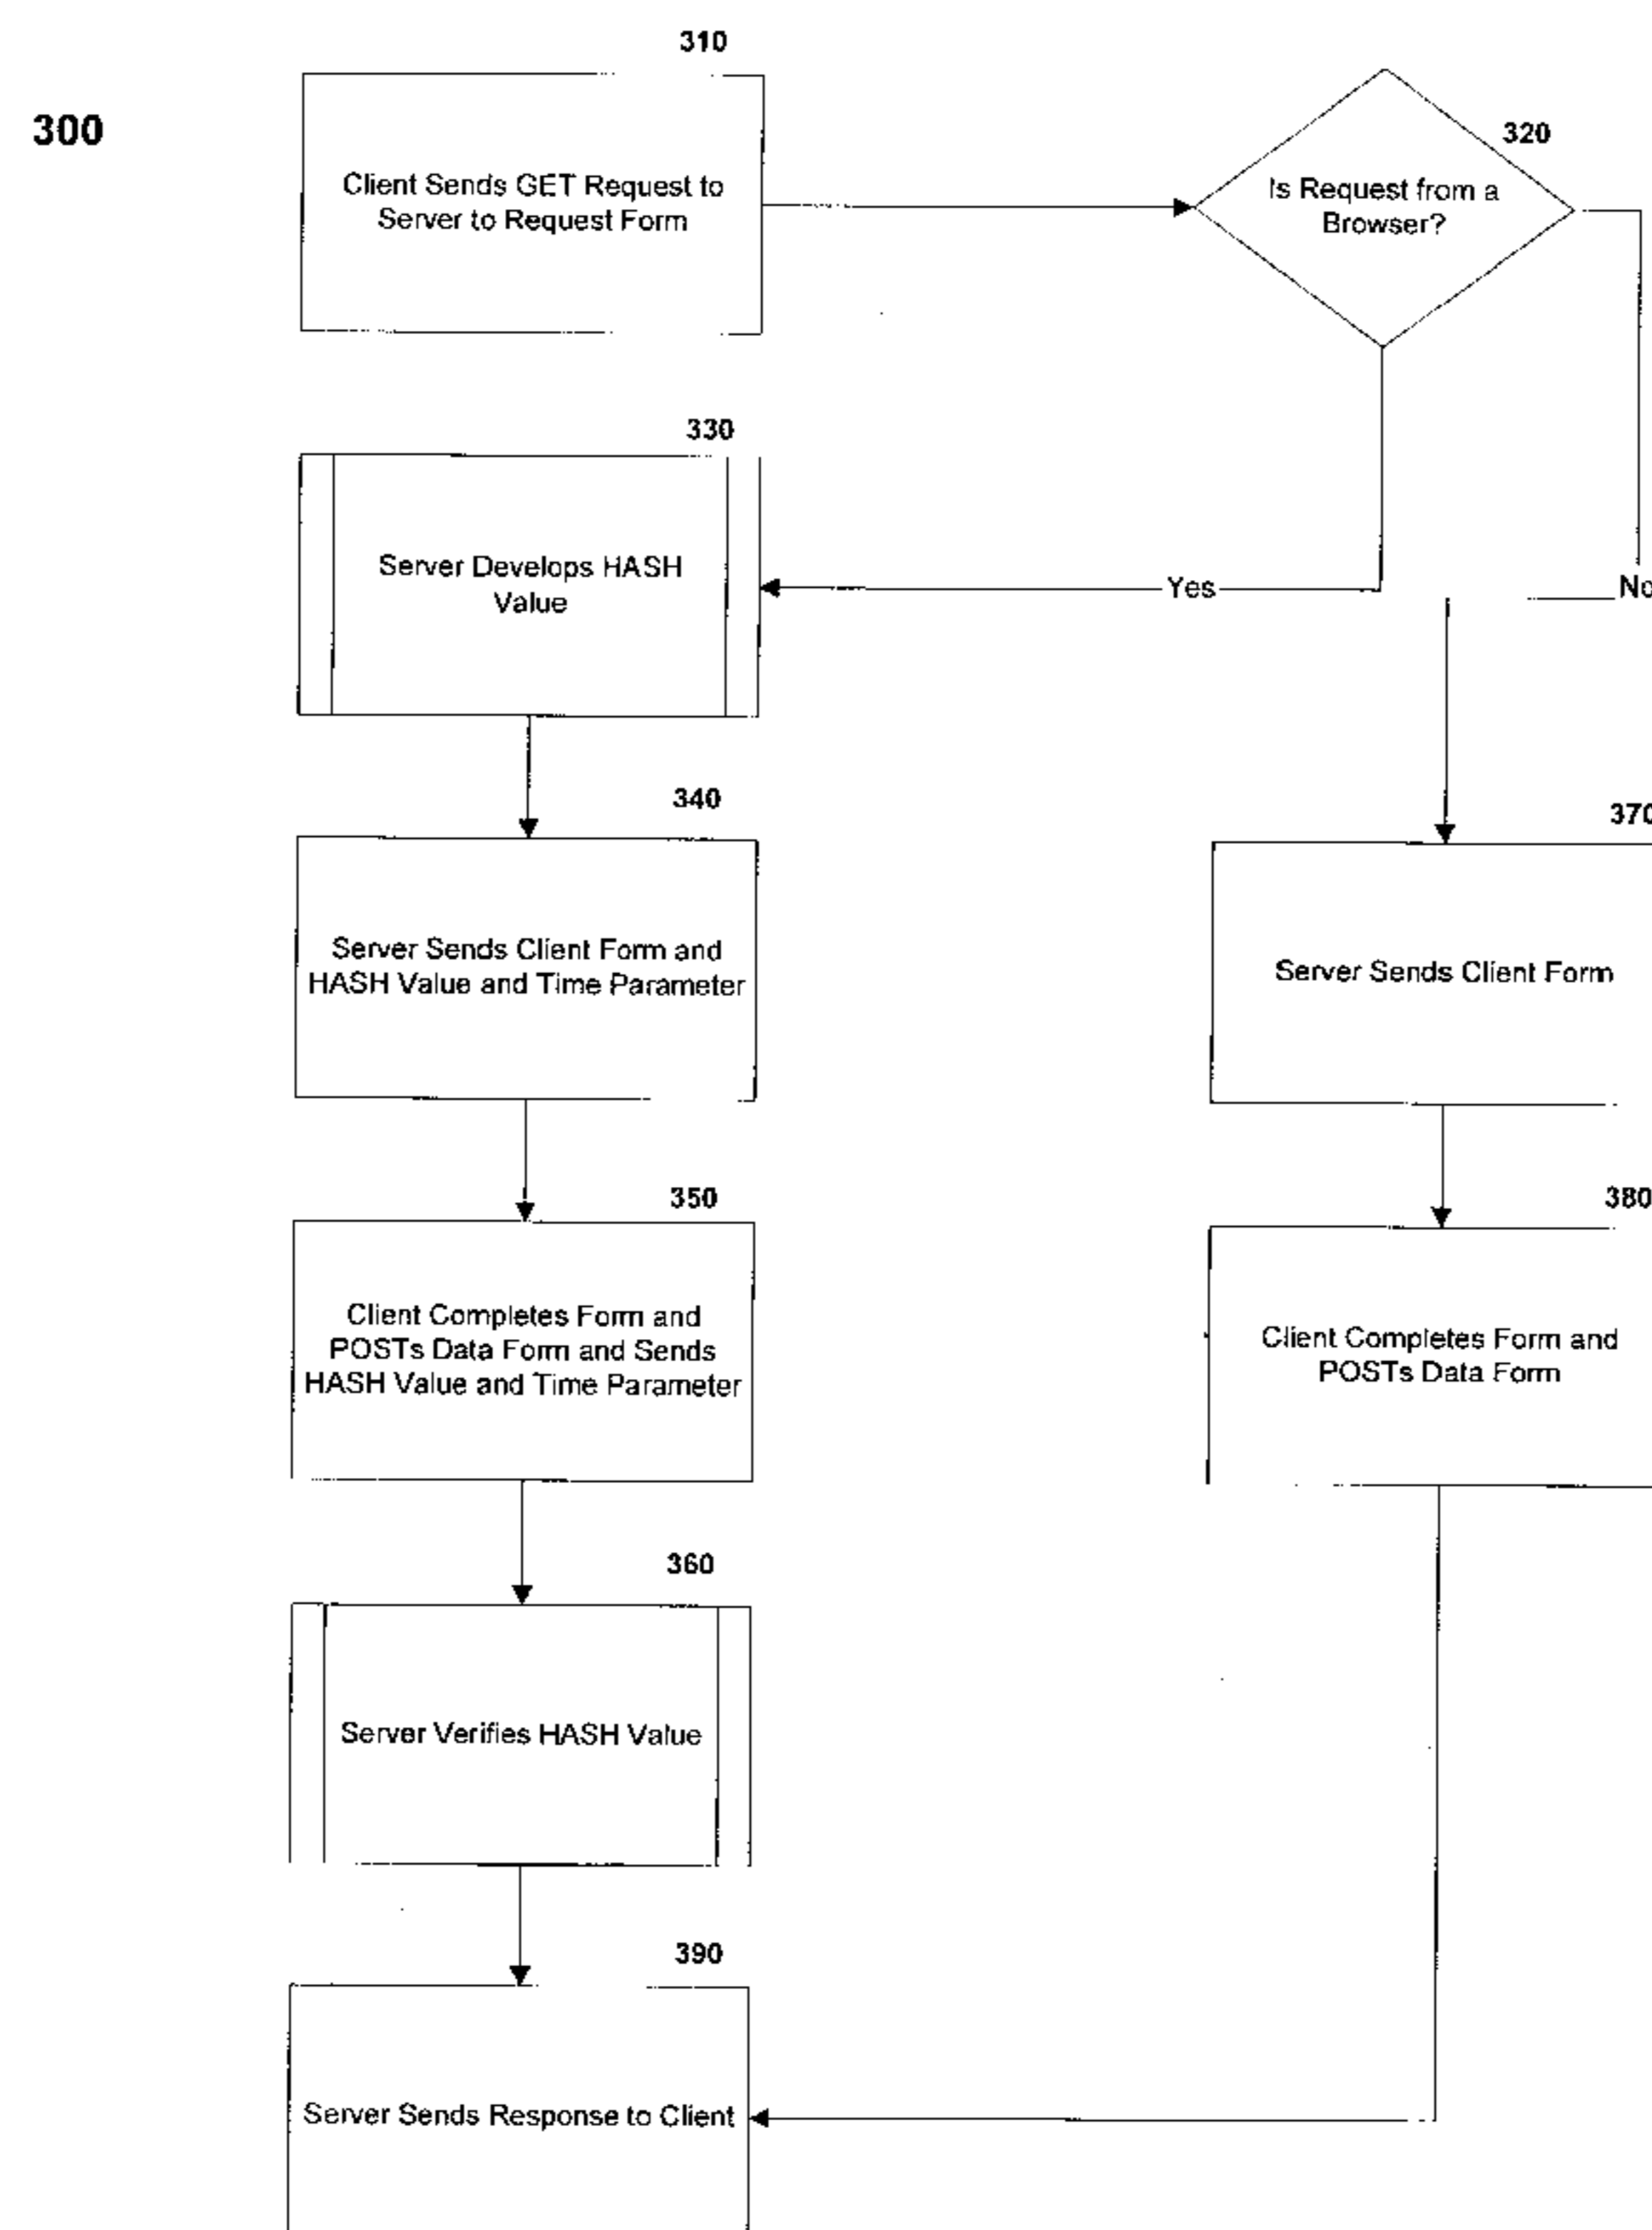 300
310
Client Sends GET Request to
Server to Request Form
320
Is Request from a
Browser?
330
Server Develops HASH
Value
Yes
No
340
Server Sends Client Form and
HASH Value and Time Parameter
370
Server Sends Client Form
350
Client Completes Form and
POSTs Data Form and Sends
HASH Value and Time Parameter
380
Client Completes Form and
POSTs Data Form
360
Server Verifies HASH Value
390
Server Sends Response to Client